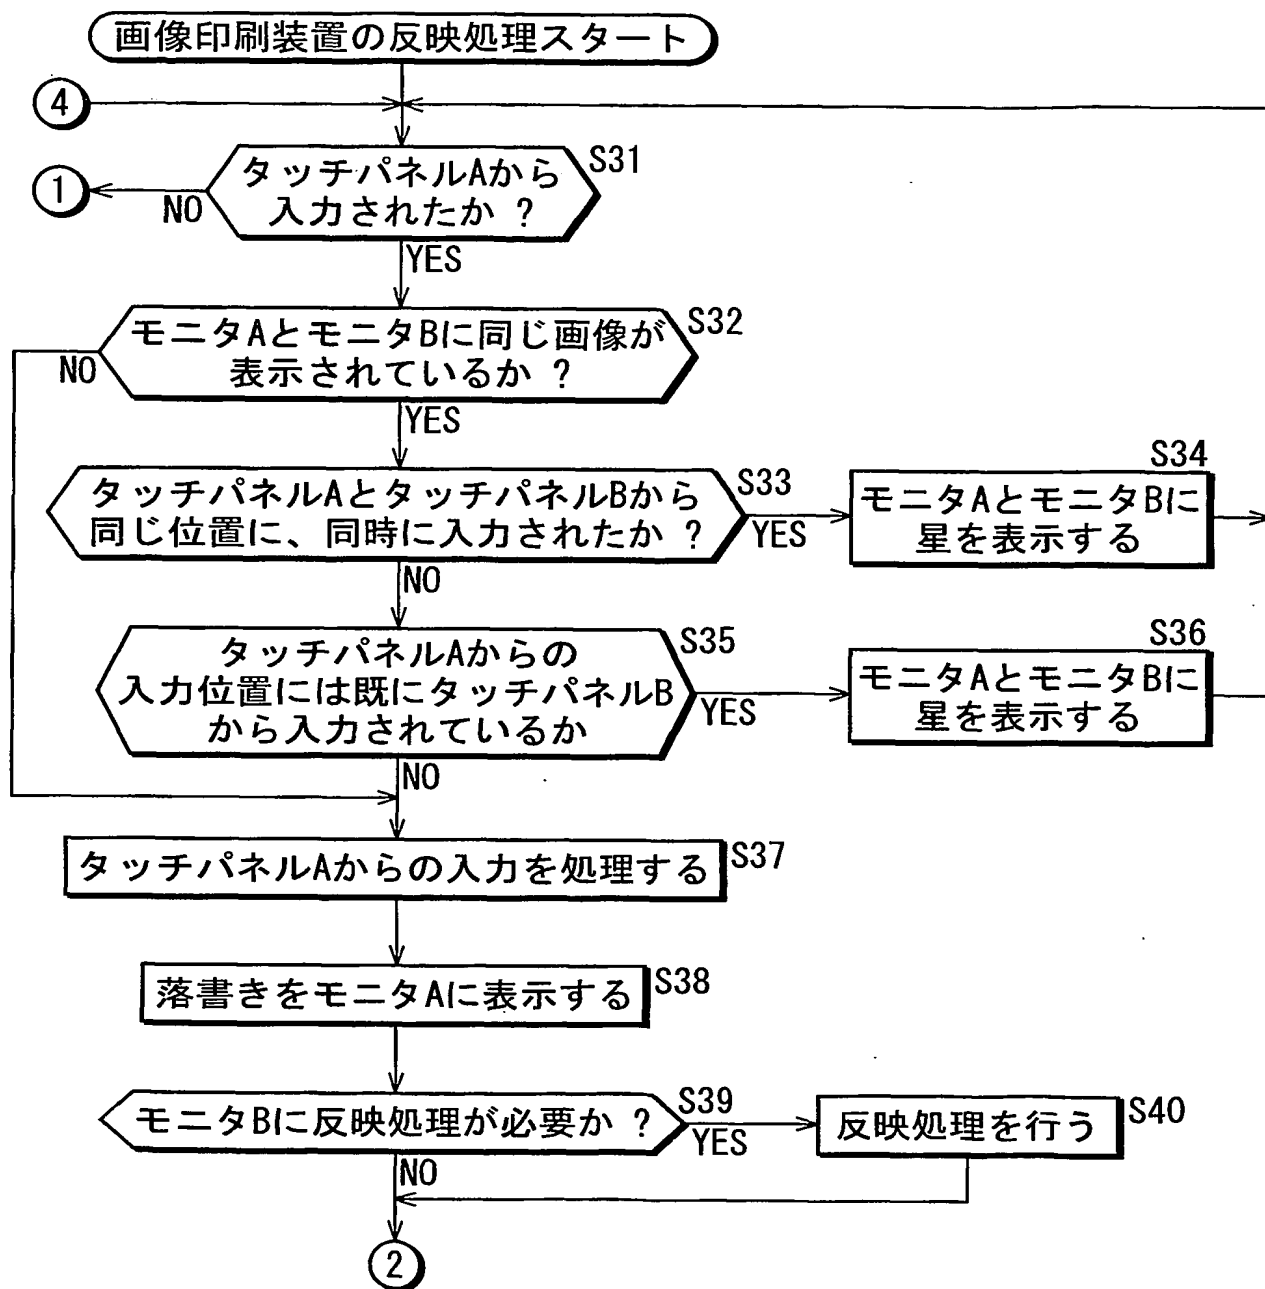 画像印刷装置の反映処理スタート
4
タッチパネルAから
入力されたか ?
S31
1
NO
YES
モニタAとモニタBに同じ画像が
表示されているか ?
S32
NO
YES
タッチパネルAとタッチパネルBから
同じ位置に、同時に入力されたか ?
S33
YES
S34
モニタAとモニタBに
星を表示する
NO
タッチパネルAからの
入力位置には既にタッチパネルB
から入力されているか
S35
YES
S36
モニタAとモニタBに
星を表示する
NO
タッチパネルAからの入力を処理する
S37
落書きをモニタAに表示する
S38
モニタBに反映処理が必要か ?
S39
YES
反映処理を行う
S40
NO
2